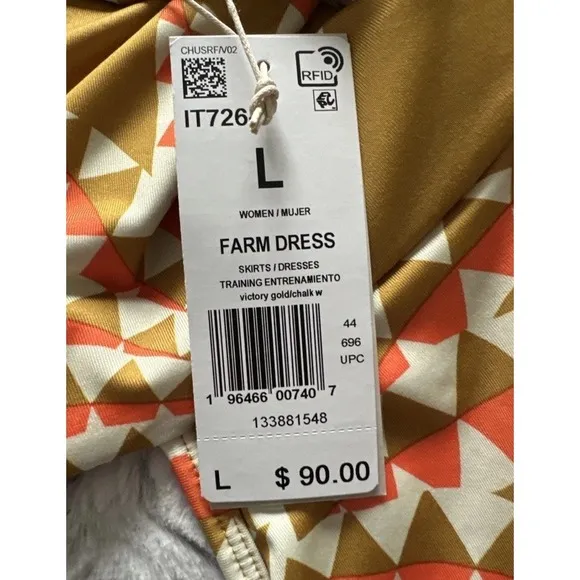 CHUSRF/V02
RFID
IT726
L
WOMEN / MUJER
FARM DRESS
SKIRTS / DRESSES
TRAINING ENTRENAMIENTO
victory gold/chalk w
44
696
UPC
1 96466 00740 7
133881548
L $ 90.00